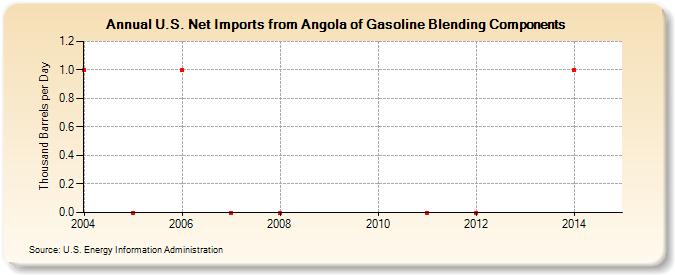 Annual U.S. Net Imports from Angola of Gasoline Blending Components
Thousand Barrels per Day
1.2
1.0
0.8
0.6
0.4
0.2
0.0
2004 2006 2008 2010 2012 2014
Source: U.S. Energy Information Administration